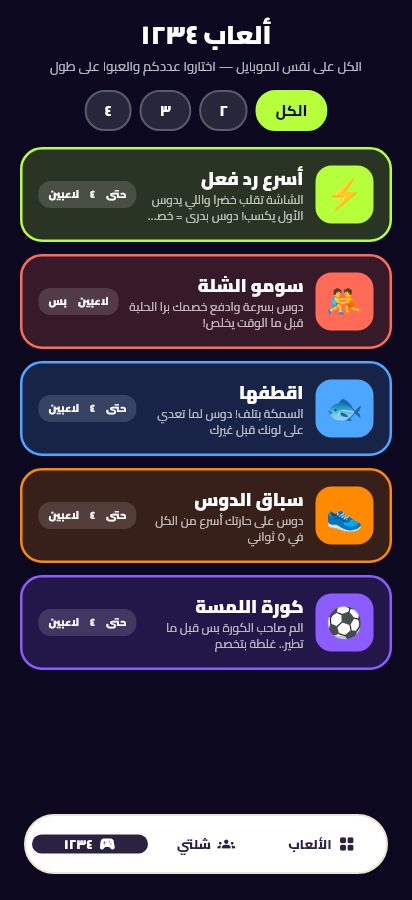 ألعاب ١٢٣٤
الكل على نفس الموبايل — اختاروا عددكم والعبوا على طول
الكل ٢ ٣ ٤
أسرع رد فعل
الشاشة تقلب خضرا واللي يدوس
الأول يكسب! دوس بدري = خصـ...
حتى ٤ لاعبين
سومو الشلة
دوس بسرعة وادفع خصمك برا الحلبة
قبل ما الوقت يخلص!
لاعبين بس
اقطفها
السمكة بتلف! دوس لما تعدي
على لونك قبل غيرك
حتى ٤ لاعبين
سباق الدوس
دوس على حارتك أسرع من الكل
في ٥ ثواني
حتى ٤ لاعبين
كورة اللمسة
المس صاحب الكورة بس قبل ما
تطير.. غلطة بتخصم
حتى ٤ لاعبين
الألعاب
شلتي
١٢٣٤